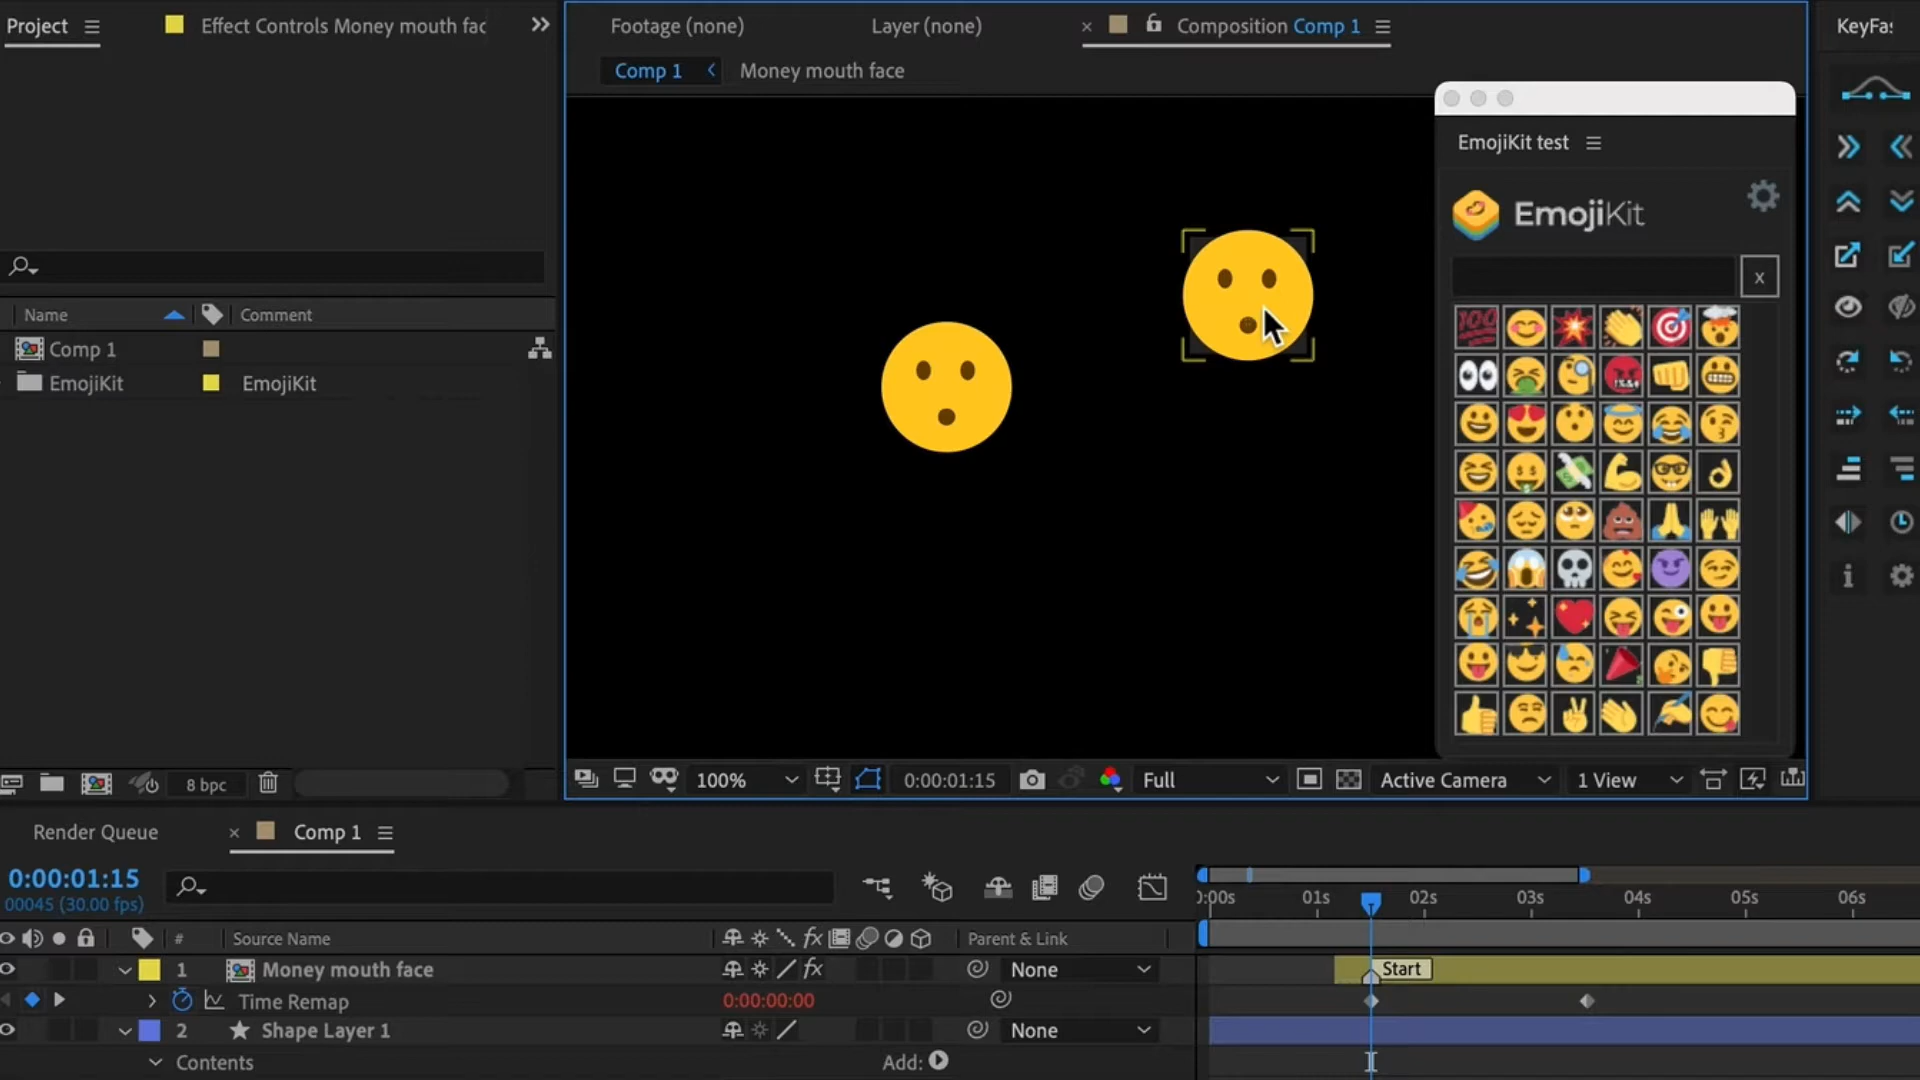 Project
Effect Controls Money mouth fac
Footage (none)
Layer (none)
Composition Comp 1
KeyFas
Comp 1
Money mouth face
EmojiKit test
EmojiKit
x
Name
Comment
Comp 1
EmojiKit
EmojiKit
8 bpc
100%
0:00:01:15
Full
Active Camera
1 View
Render Queue
Comp 1
0:00:01:15
00045 (30.00 fps)
0:00s
01s
02s
03s
04s
05s
06s
#
Source Name
fx
Parent & Link
1
Money mouth face
fx
None
Start
Time Remap
0:00:00:00
2
Shape Layer 1
None
Contents
Add: